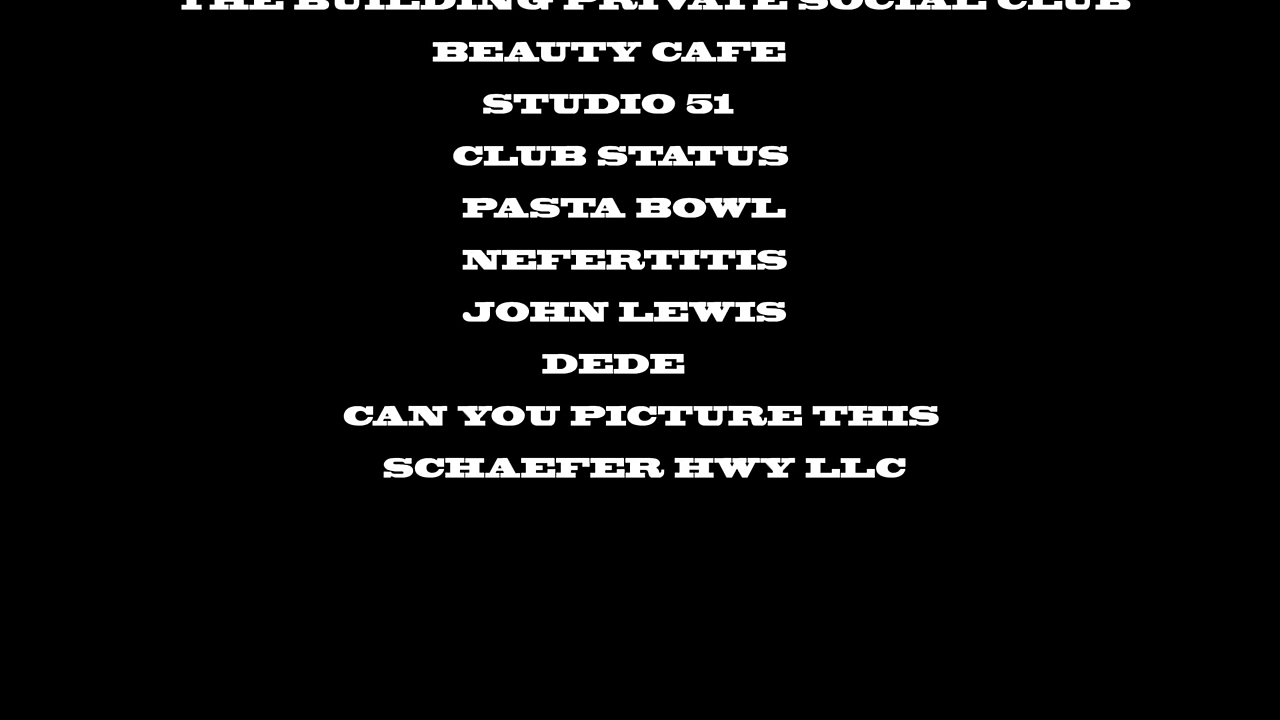 THE BUILDING PRIVATE SOCIAL CLUB
BEAUTY CAFE
STUDIO 51
CLUB STATUS
PASTA BOWL
NEFERTITIS
JOHN LEWIS
DEDE
CAN YOU PICTURE THIS
SCHAEFER HWY LLC